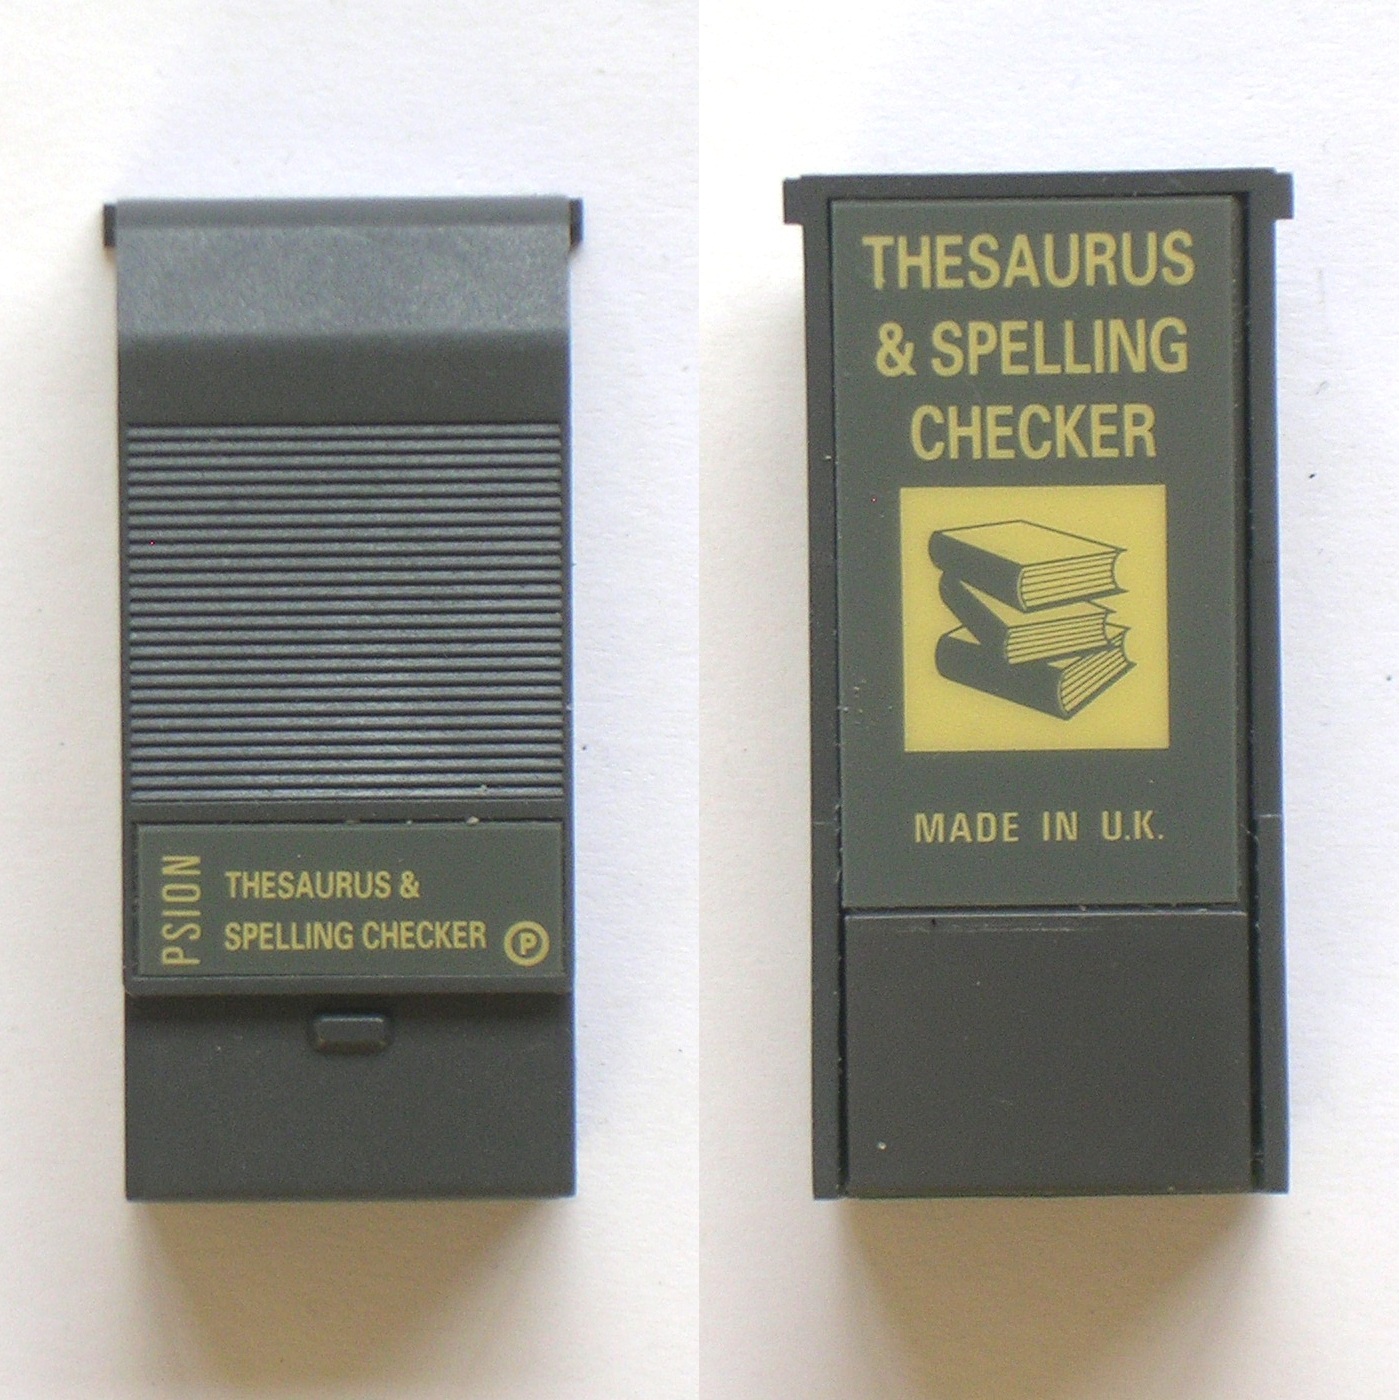 PSION
THESAURUS &
SPELLING CHECKER
P
THESAURUS
& SPELLING
CHECKER
MADE IN U.K.